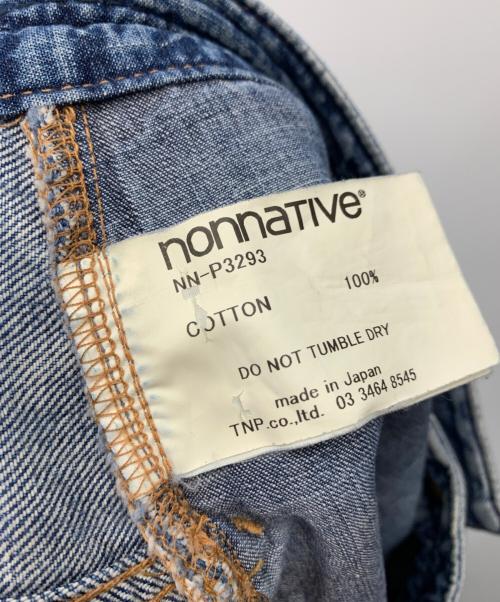 nonnative®
NN-P3293
COTTON 100%
DO NOT TUMBLE DRY
made in Japan
TNP.co.,ltd. 03 3464 8545